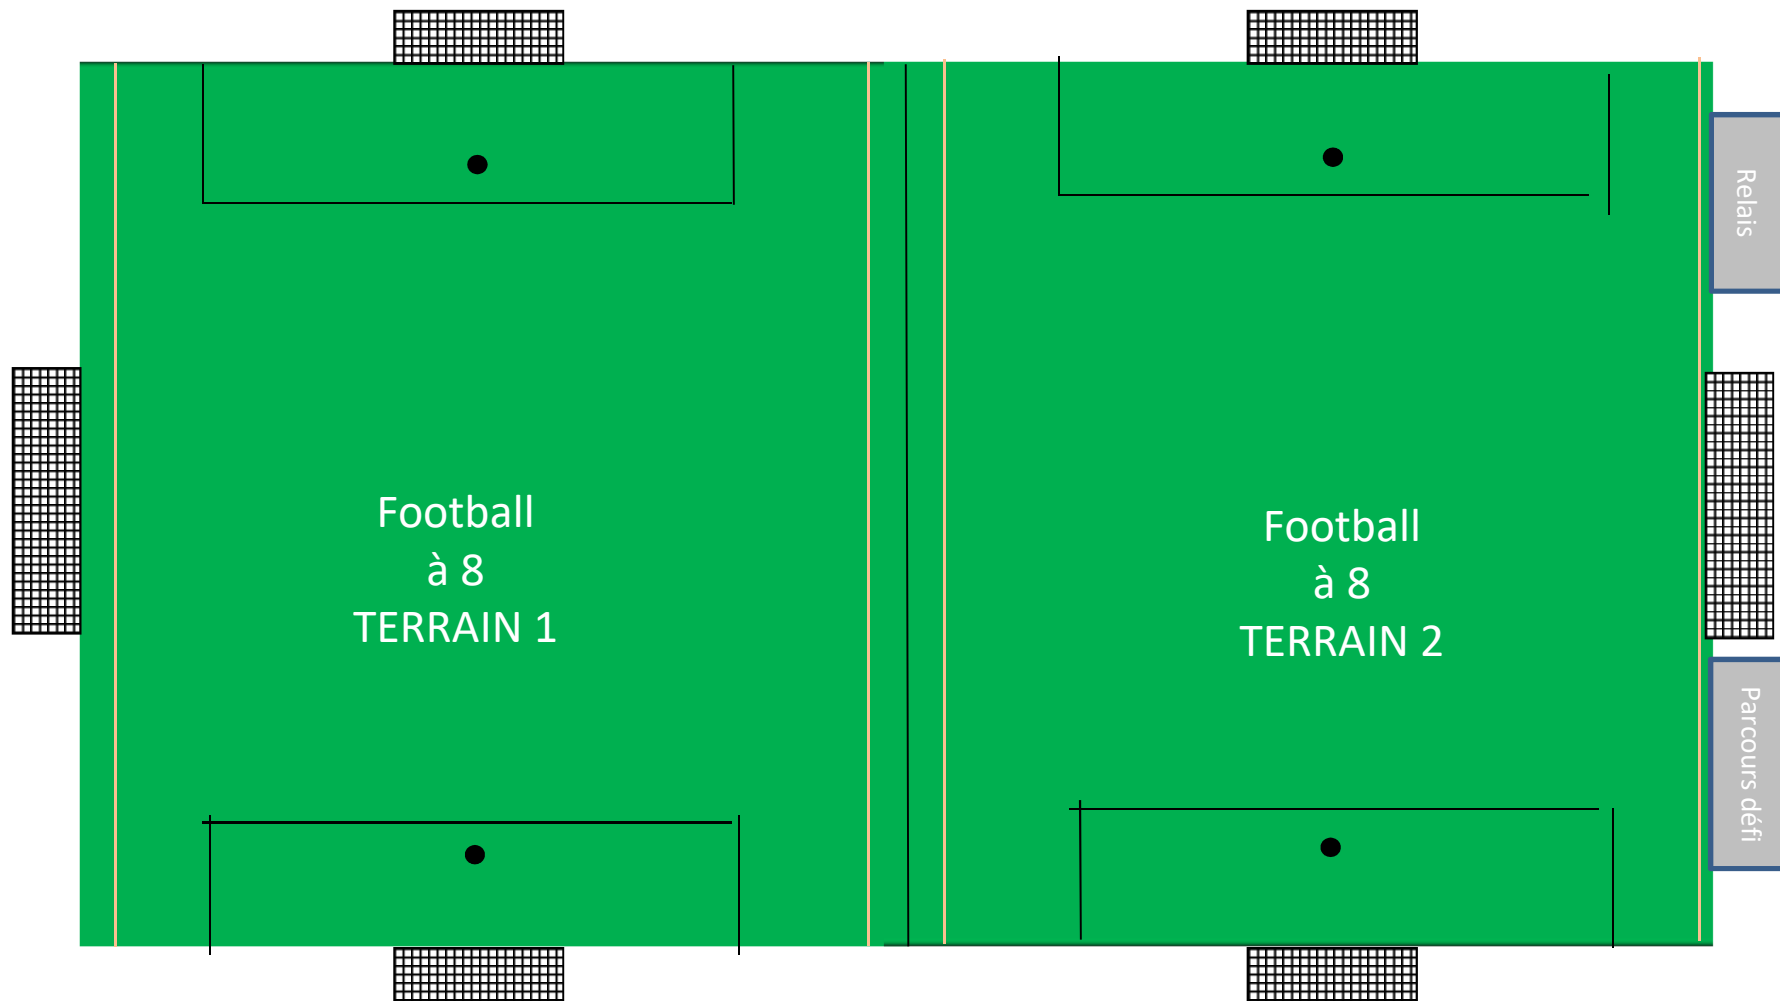 Football
à 8
TERRAIN 1
Football
à 8
TERRAIN 2
Relais
Parcours défi